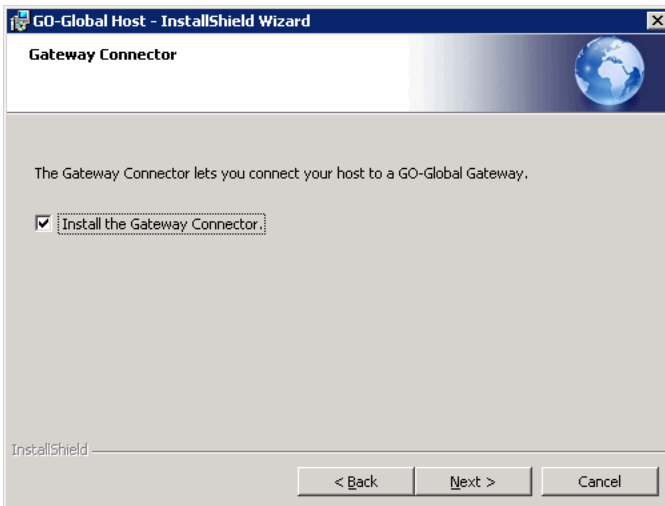 GO-Global Host - InstallShield Wizard
Gateway Connector
The Gateway Connector lets you connect your host to a GO-Global Gateway.
Install the Gateway Connector.
InstallShield
< Back Next > Cancel